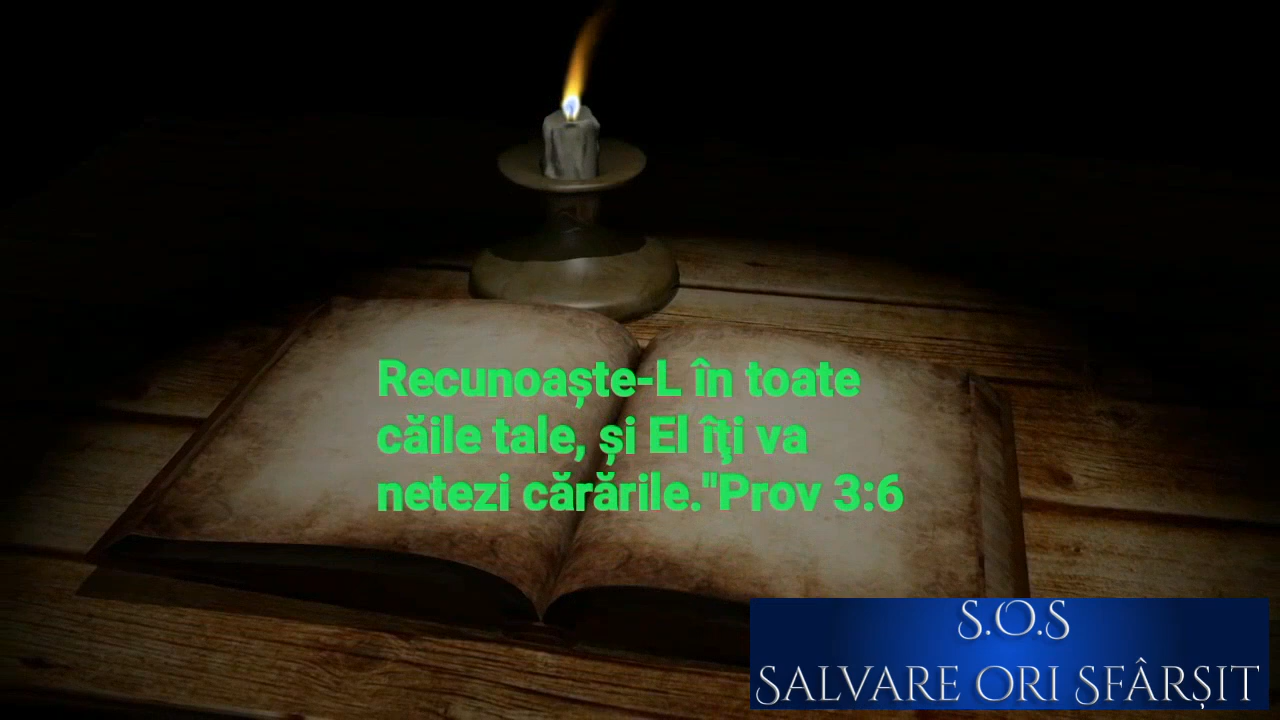 Recunoaște-L în toate
căile tale, și El îţi va
netezi cărările."Prov 3:6
S.O.S
SALVARE ORI SFÂRȘIT